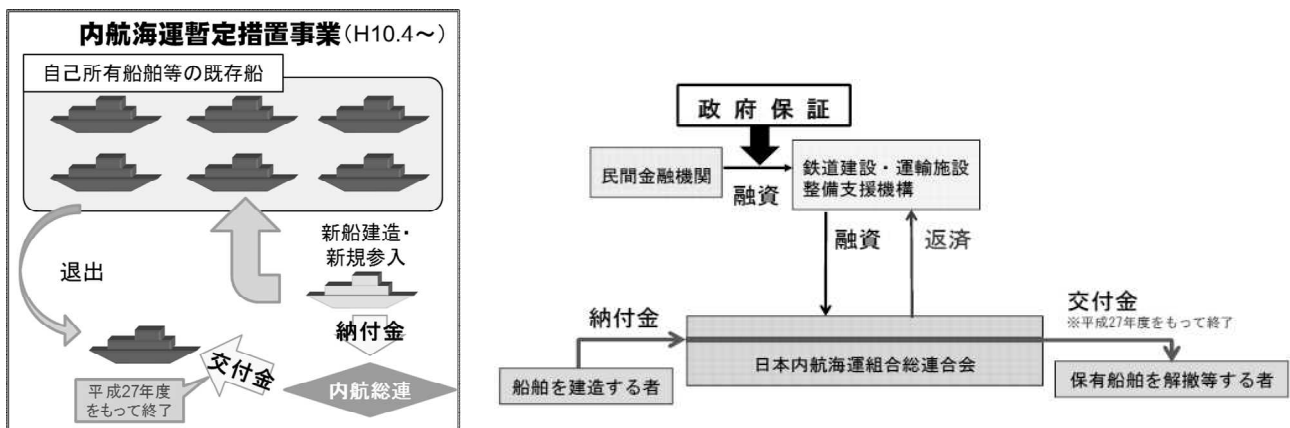 内航海運暫定措置事業(H10.4～)
自己所有船舶等の既存船
新船建造・
新規参入
退出
納付金
交付金
平成27年度
をもって終了
内航総連
政府保証
民間金融機関
融資
鉄道建設・運輸施設
整備支援機構
融資
返済
納付金
交付金
※平成27年度をもって終了
日本内航海運組合総連合会
船舶を建造する者
保有船舶を解撤等する者